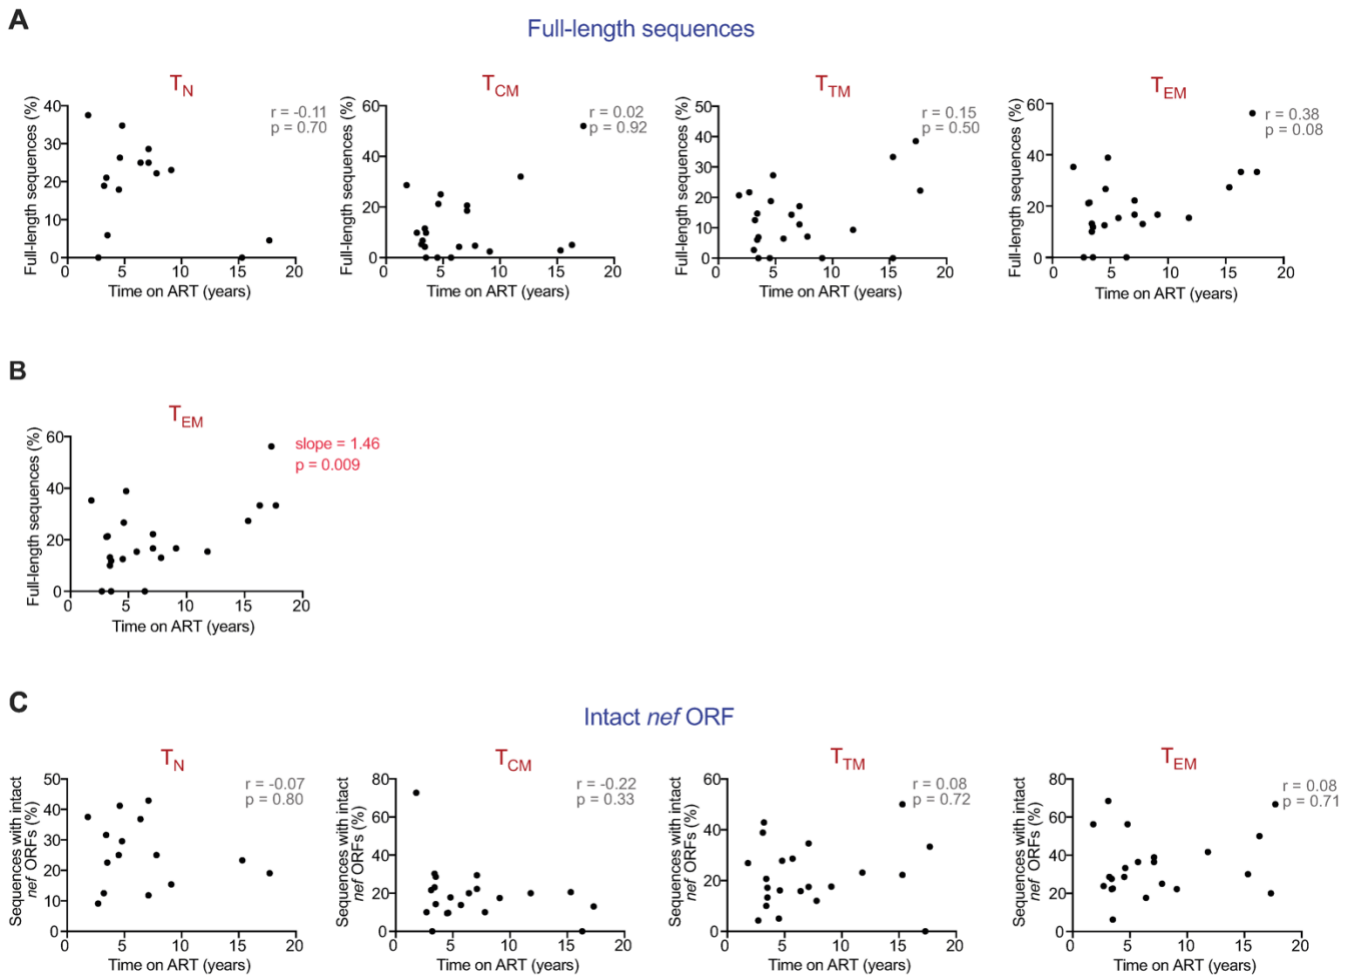 A
Full-length sequences
TN
Full-length sequences (%)
40
30
20
10
0
r = -0.11
p = 0.70
0 5 10 15 20
Time on ART (years)
TCM
Full-length sequences (%)
60
40
20
0
r = 0.02
p = 0.92
0 5 10 15 20
Time on ART (years)
TTM
Full-length sequences (%)
50
40
30
20
10
0
r = 0.15
p = 0.50
0 5 10 15 20
Time on ART (years)
TEM
Full-length sequences (%)
60
40
20
0
r = 0.38
p = 0.08
0 5 10 15 20
Time on ART (years)
B
TEM
Full-length sequences (%)
60
40
20
0
slope = 1.46
p = 0.009
0 5 10 15 20
Time on ART (years)
C
Intact nef ORF
TN
Sequences with intact
nef ORFs (%)
50
40
30
20
10
0
r = -0.07
p = 0.80
0 5 10 15 20
Time on ART (years)
TCM
Sequences with intact
nef ORFs (%)
80
60
40
20
0
r = -0.22
p = 0.33
0 5 10 15 20
Time on ART (years)
TTM
Sequences with intact
nef ORFs (%)
60
40
20
0
r = 0.08
p = 0.72
0 5 10 15 20
Time on ART (years)
TEM
Sequences with intact
nef ORFs (%)
80
60
40
20
0
r = 0.08
p = 0.71
0 5 10 15 20
Time on ART (years)